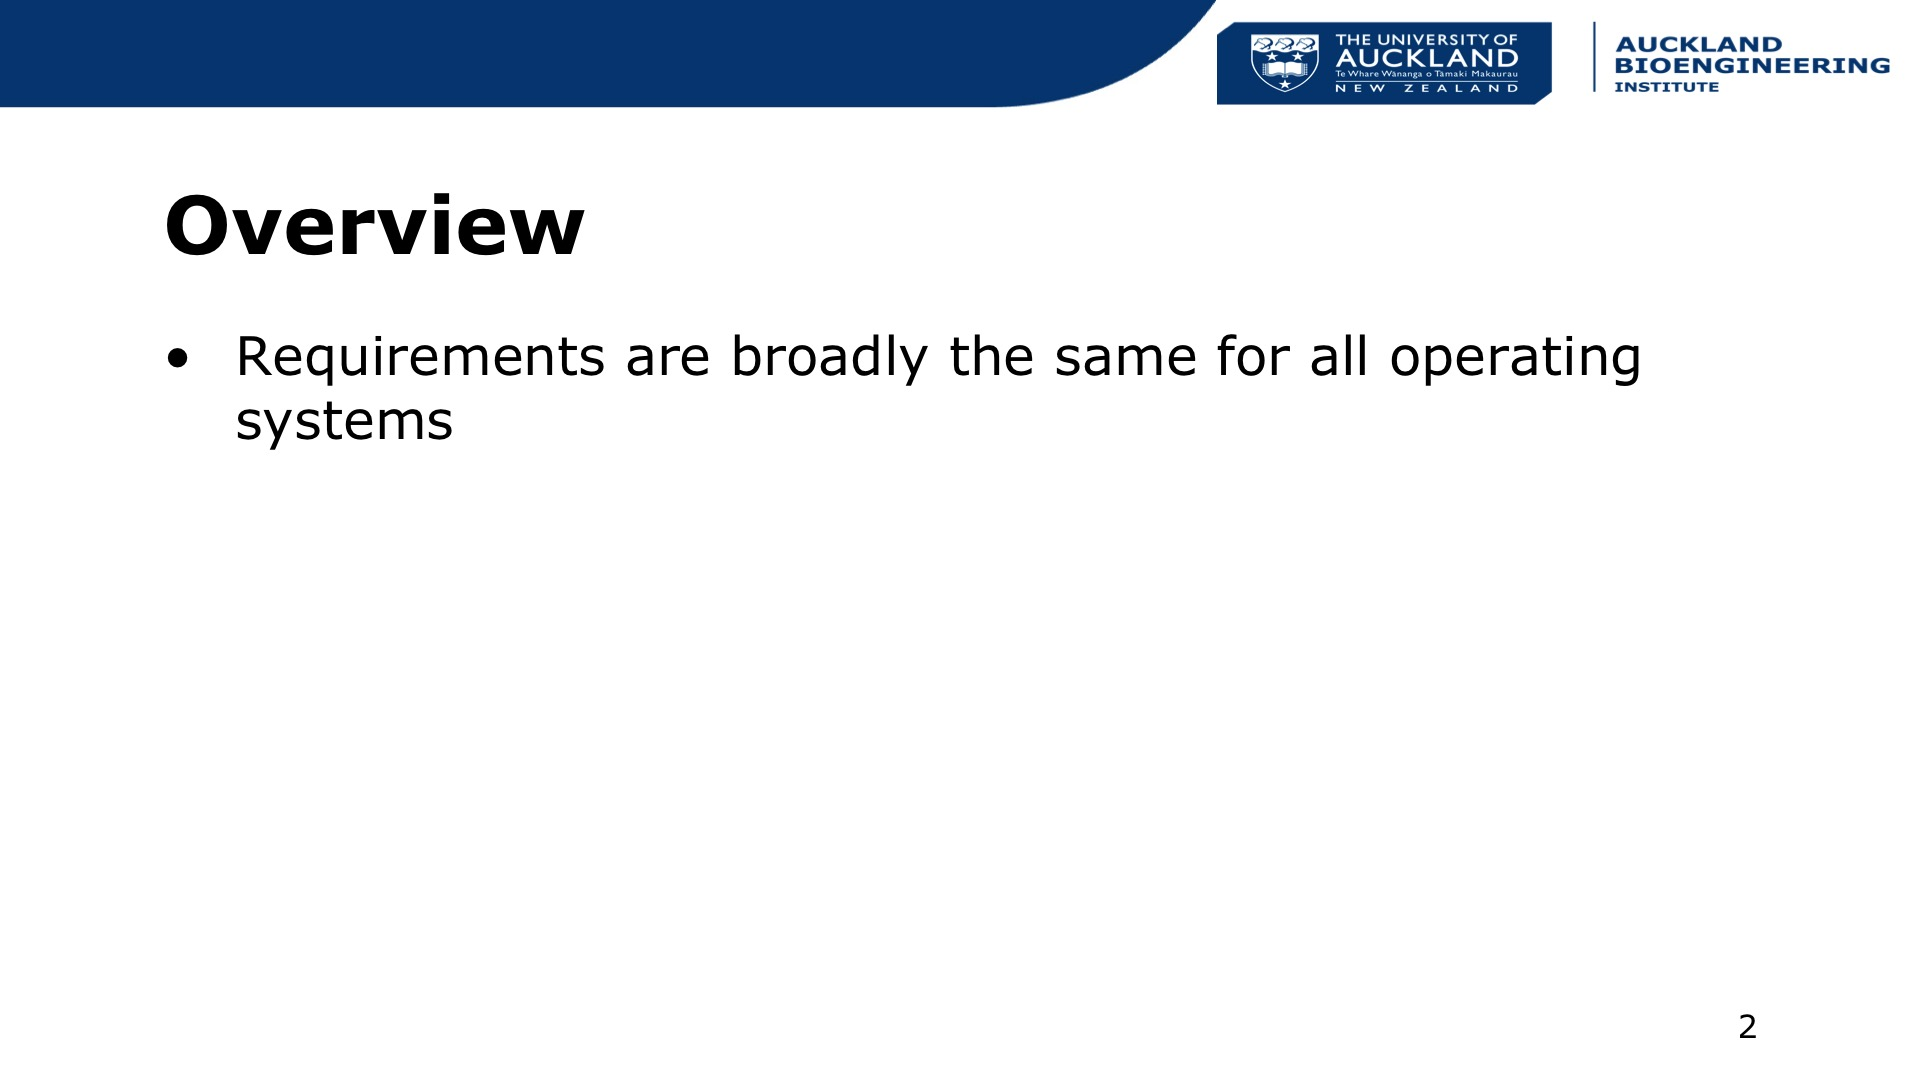 THE UNIVERSITY OF
AUCKLAND
Te Whare Wānanga o Tāmaki Makaurau
NEW ZEALAND
AUCKLAND
BIOENGINEERING
INSTITUTE
Overview
• Requirements are broadly the same for all operating
systems
2